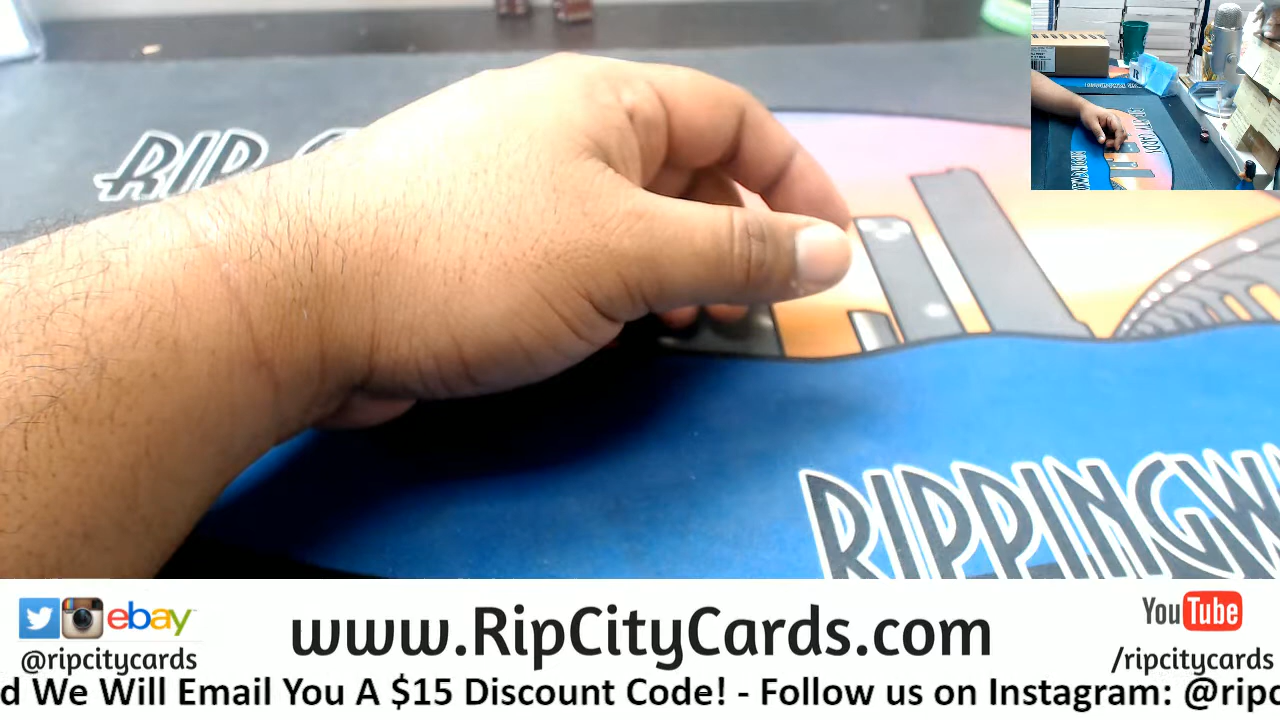 RIP
RIPPINGW
ebay
@ripcitycards
www.RipCityCards.com
YouTube
/ripcitycards
d We Will Email You A $15 Discount Code! - Follow us on Instagram: @ripc